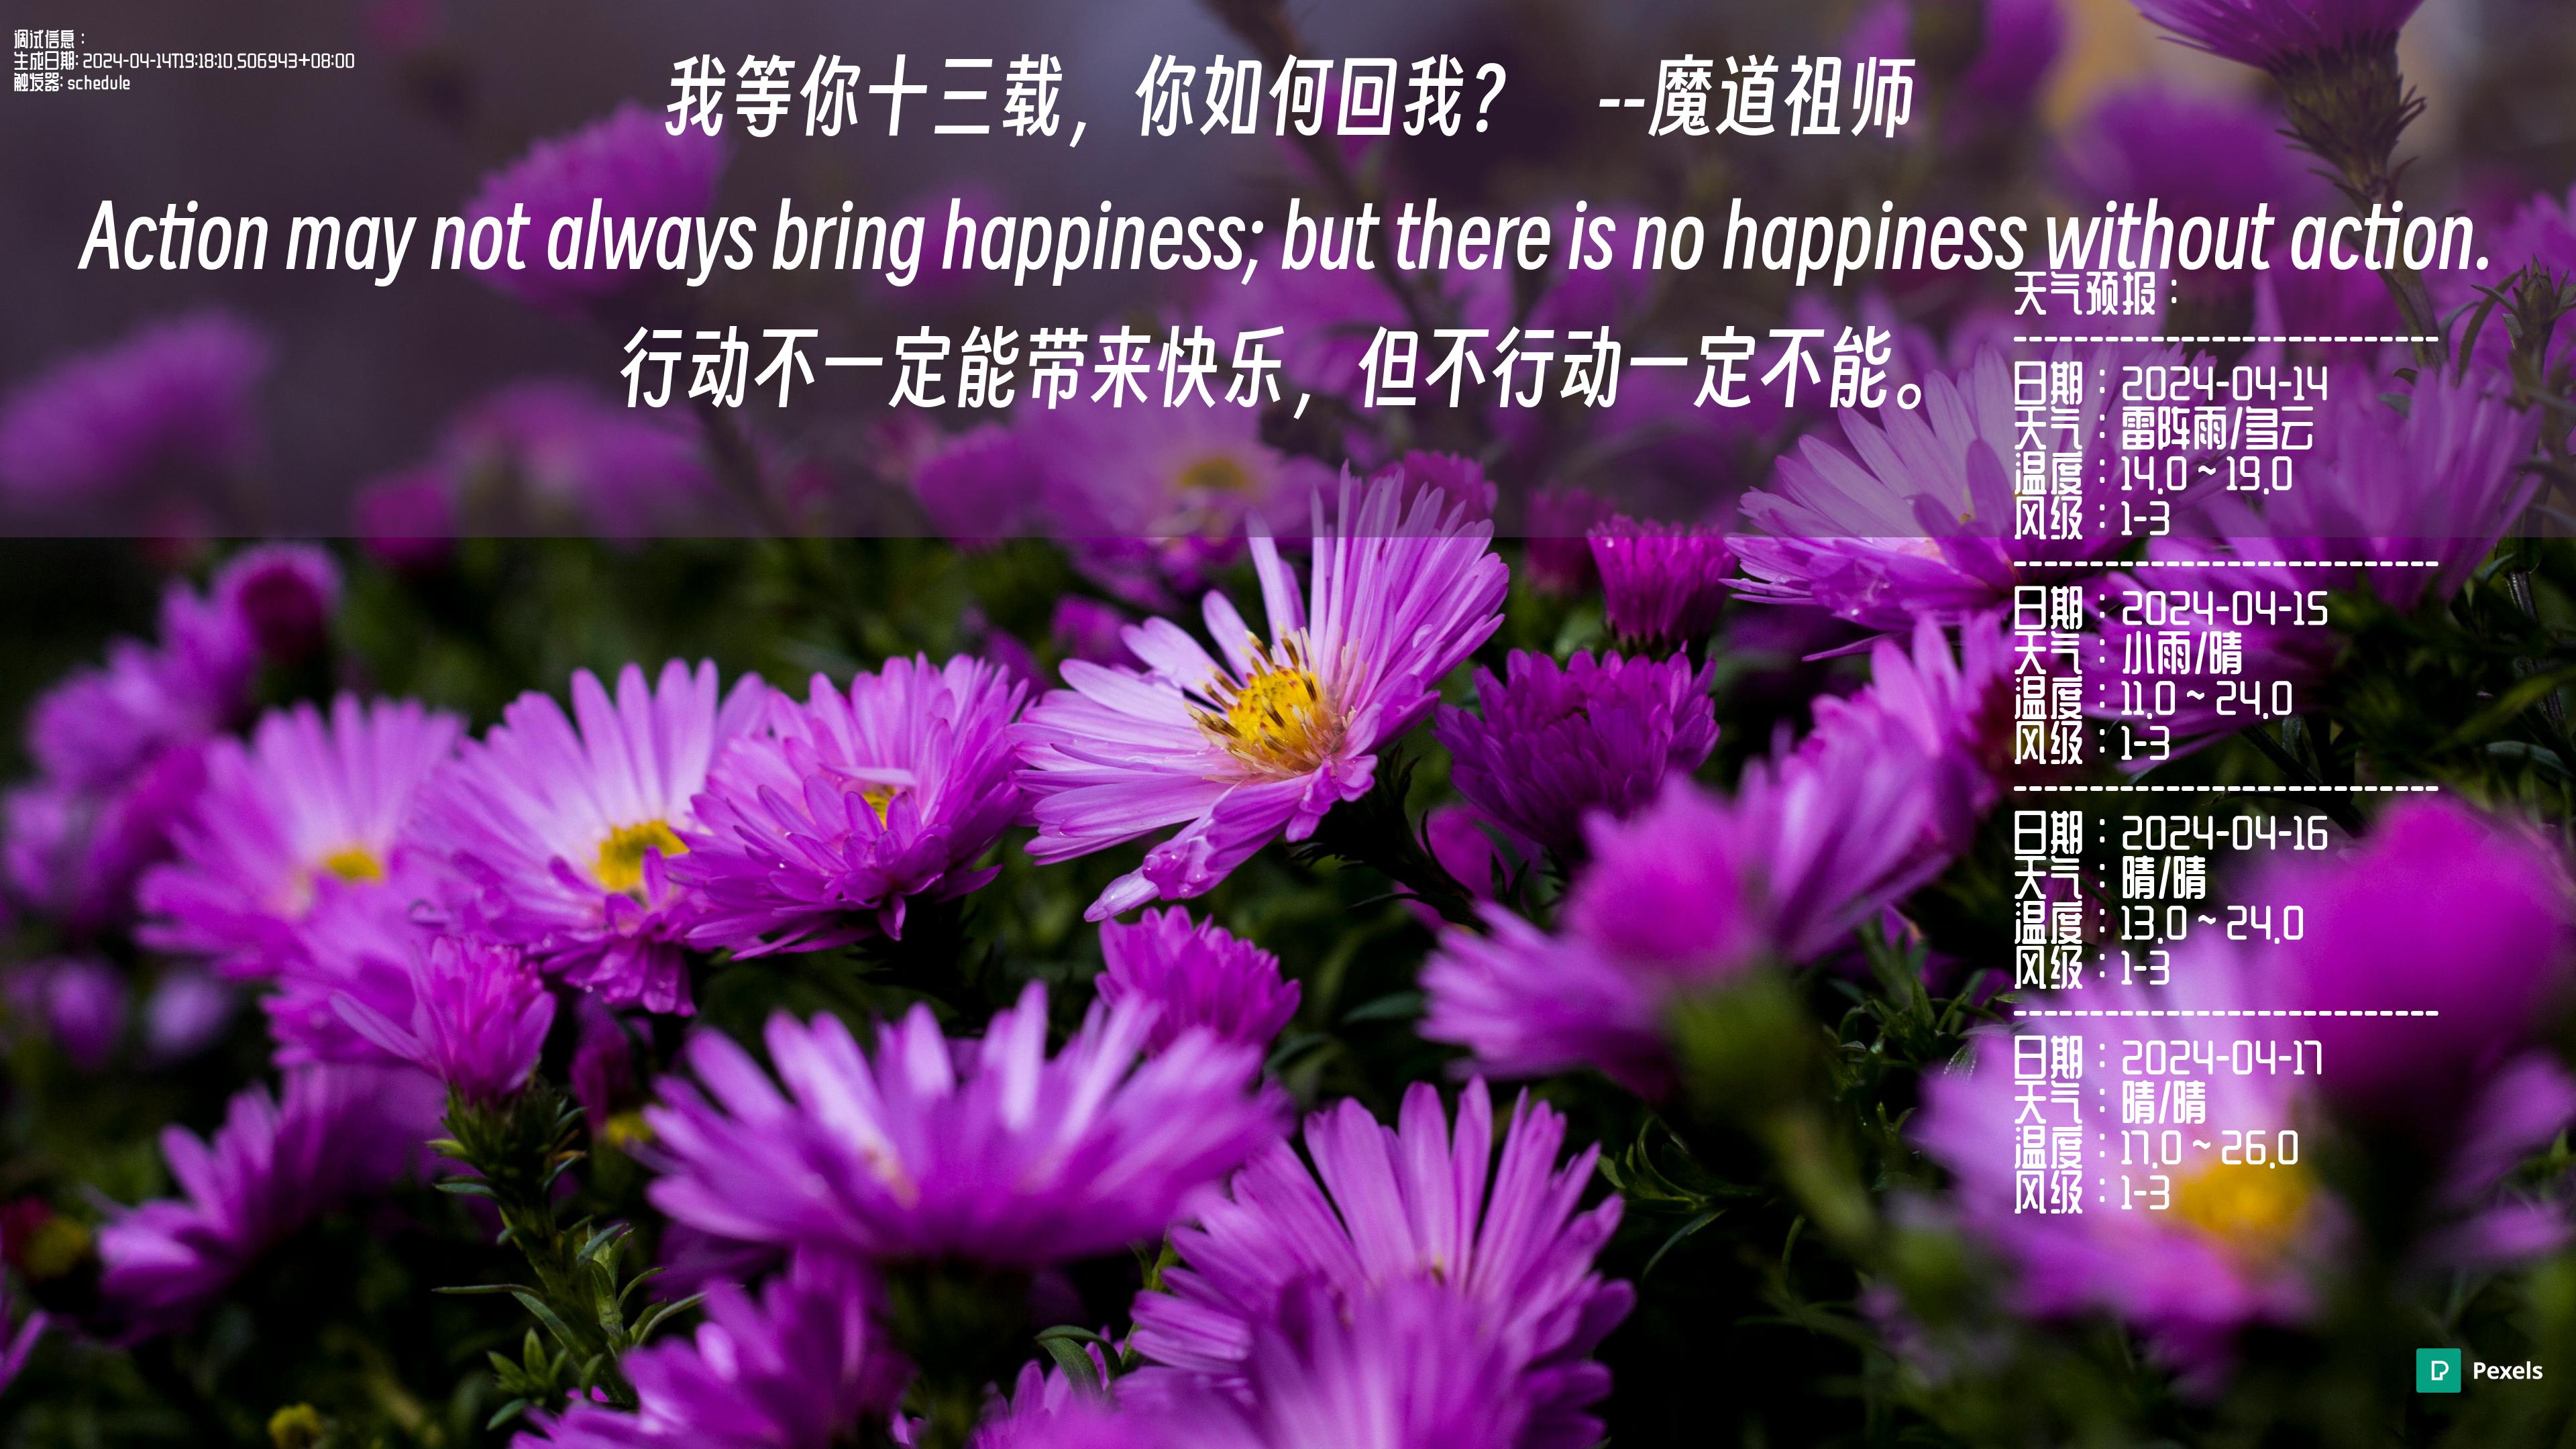 调试信息：
生成日期: 2024-04-14T19:18:10.506943+08:00
触发器: schedule
我等你十三载，你如何回我？ --魔道祖师
Action may not always bring happiness; but there is no happiness without action.
行动不一定能带来快乐，但不行动一定不能。
天气预报：
------------------------------
日期：2024-04-14
天气：雷阵雨/多云
温度：14.0 ~ 19.0
风级：1-3
------------------------------
日期：2024-04-15
天气：小雨/晴
温度：11.0 ~ 24.0
风级：1-3
------------------------------
日期：2024-04-16
天气：晴/晴
温度：13.0 ~ 24.0
风级：1-3
------------------------------
日期：2024-04-17
天气：晴/晴
温度：17.0 ~ 26.0
风级：1-3
Pexels